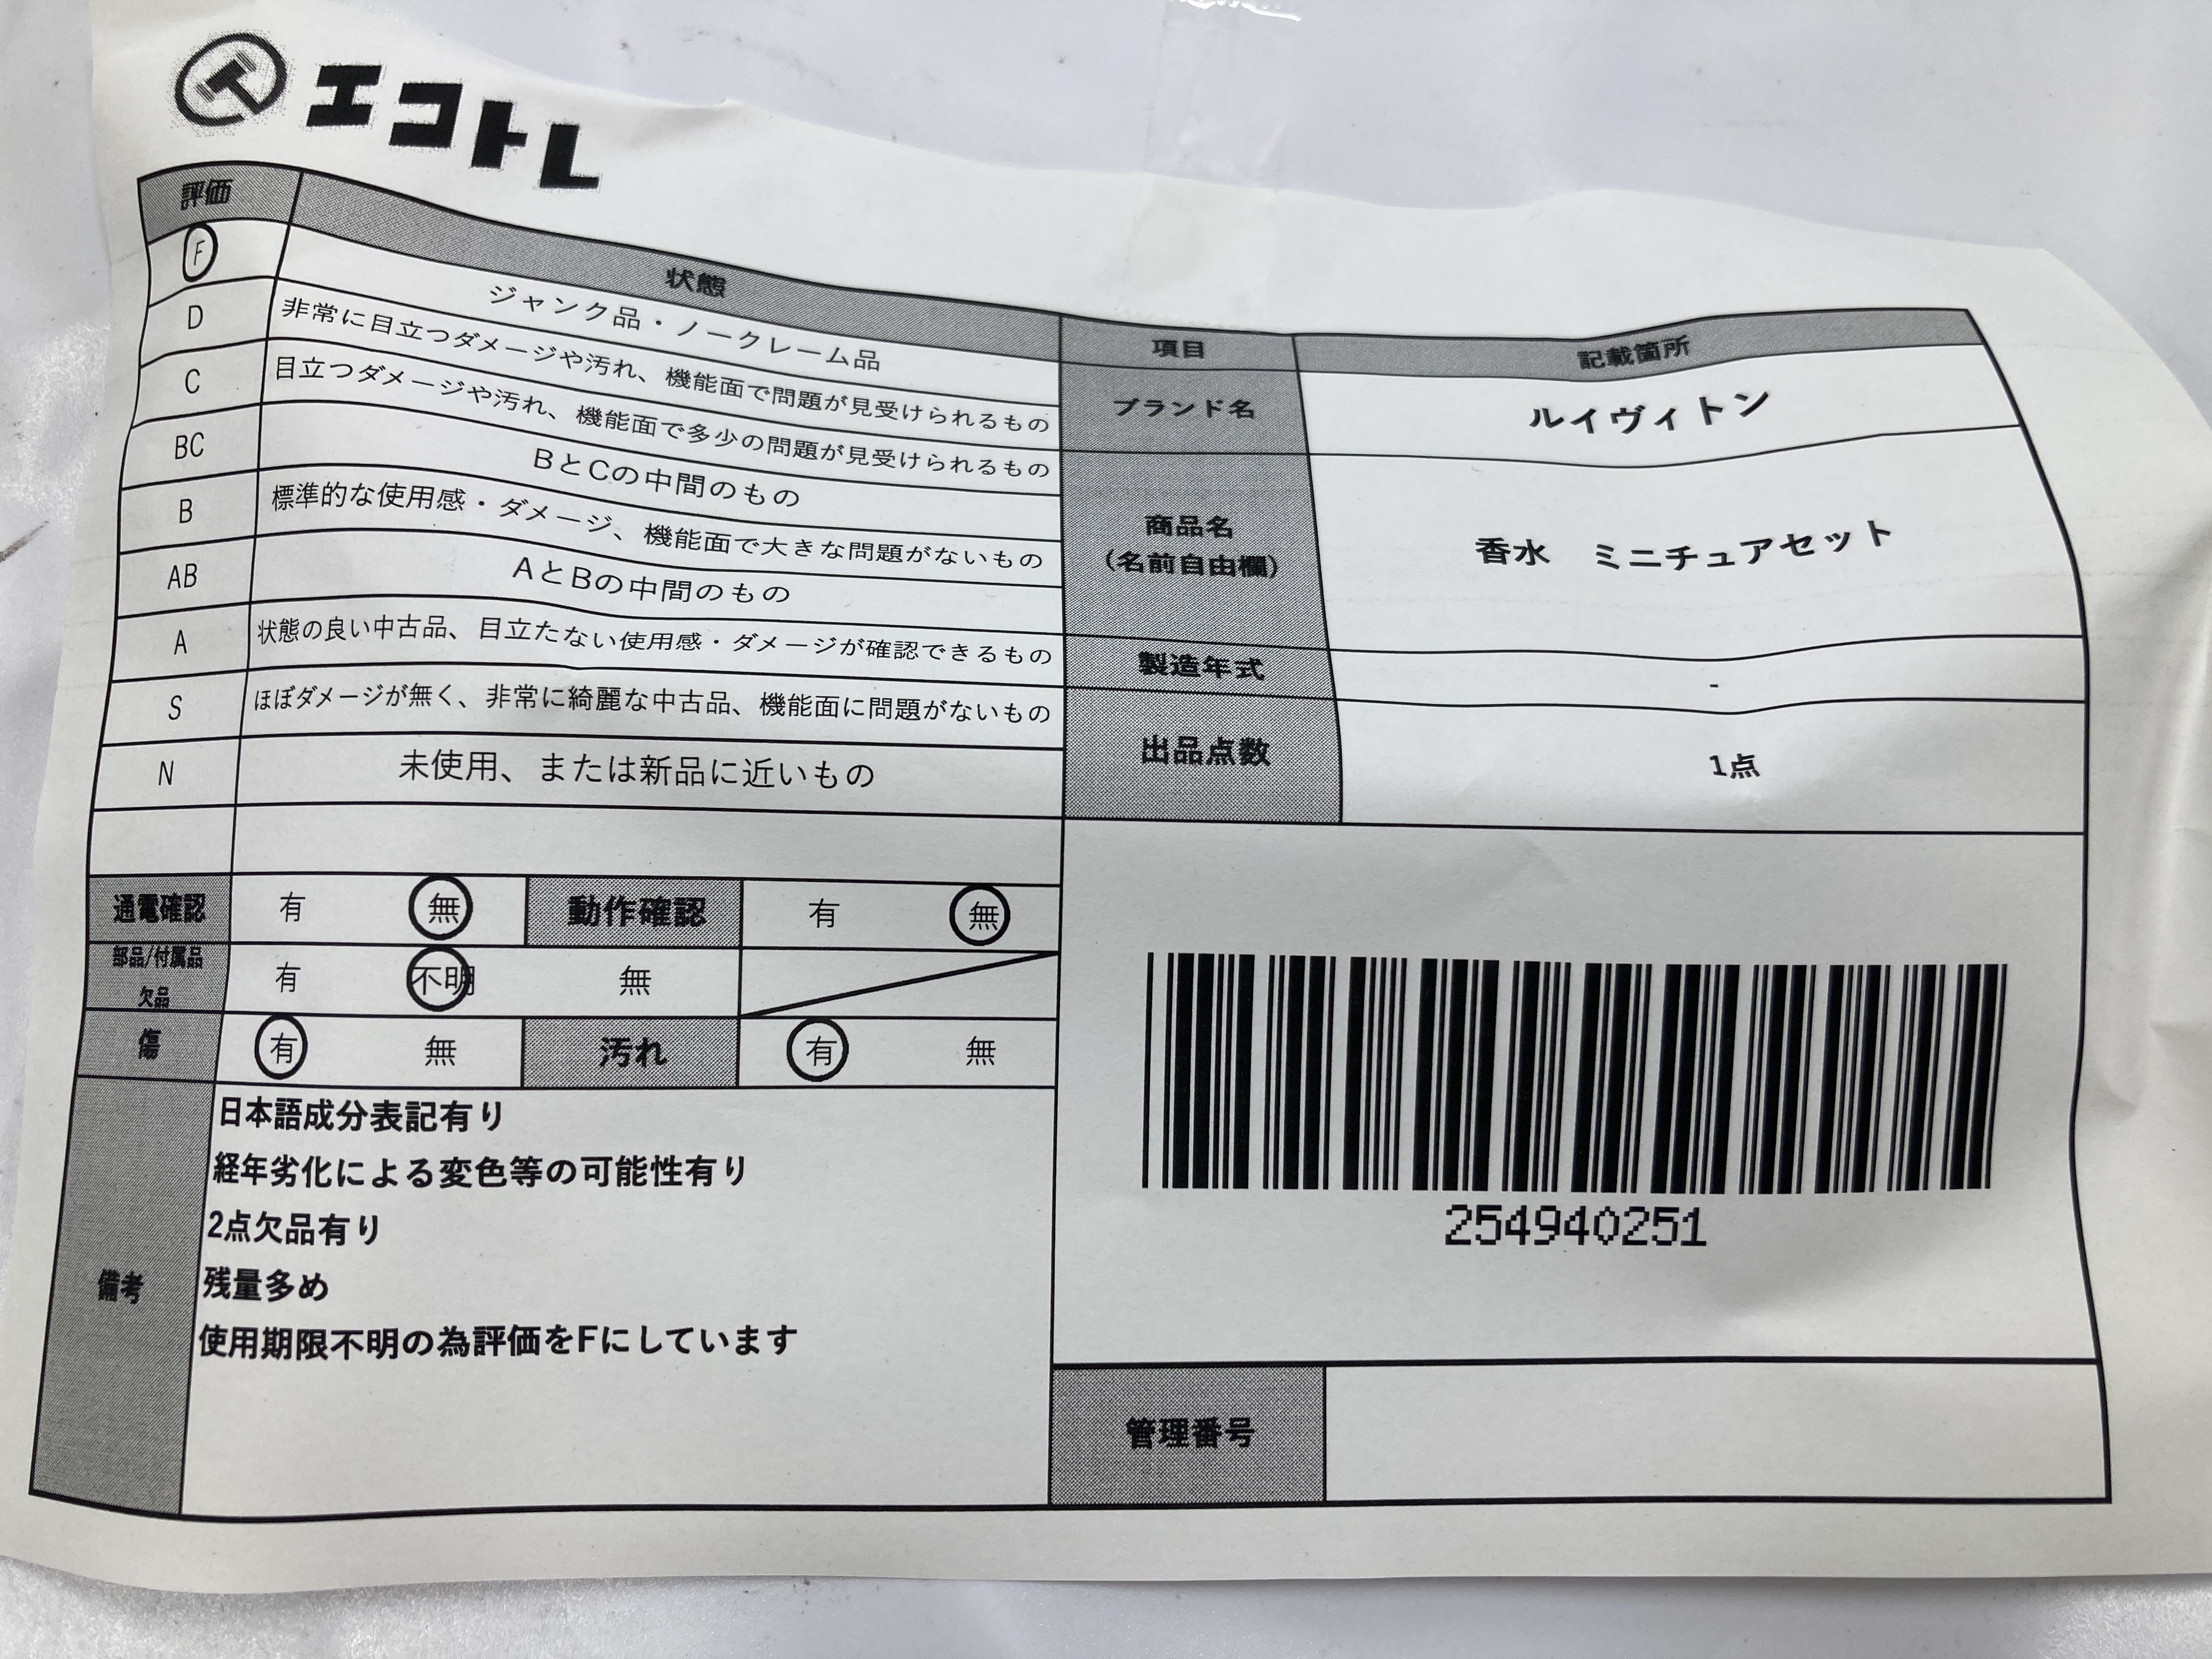 エコトレ
評価
状態
F
ジャンク品・ノークレーム品
D
非常に目立つダメージや汚れ、機能面で問題が見受けられるもの
C
目立つダメージや汚れ、機能面で多少の問題が見受けられるもの
BC
BとCの中間のもの
B
標準的な使用感・ダメージ、機能面で大きな問題がないもの
AB
AとBの中間のもの
A
状態の良い中古品、目立たない使用感・ダメージが確認できるもの
S
ほぼダメージが無く、非常に綺麗な中古品、機能面に問題がないもの
N
未使用、または新品に近いもの
通電確認 有 無 動作確認 有 無
部品/付属品
欠品
有 不明 無
傷 有 無 汚れ 有 無
備考
日本語成分表記有り
経年劣化による変色等の可能性有り
2点欠品有り
残量多め
使用期限不明の為評価をFにしています
項目 記載箇所
ブランド名 ルイヴィトン
商品名
(名前自由欄)
香水 ミニチュアセット
製造年式 -
出品点数 1点
254940251
管理番号